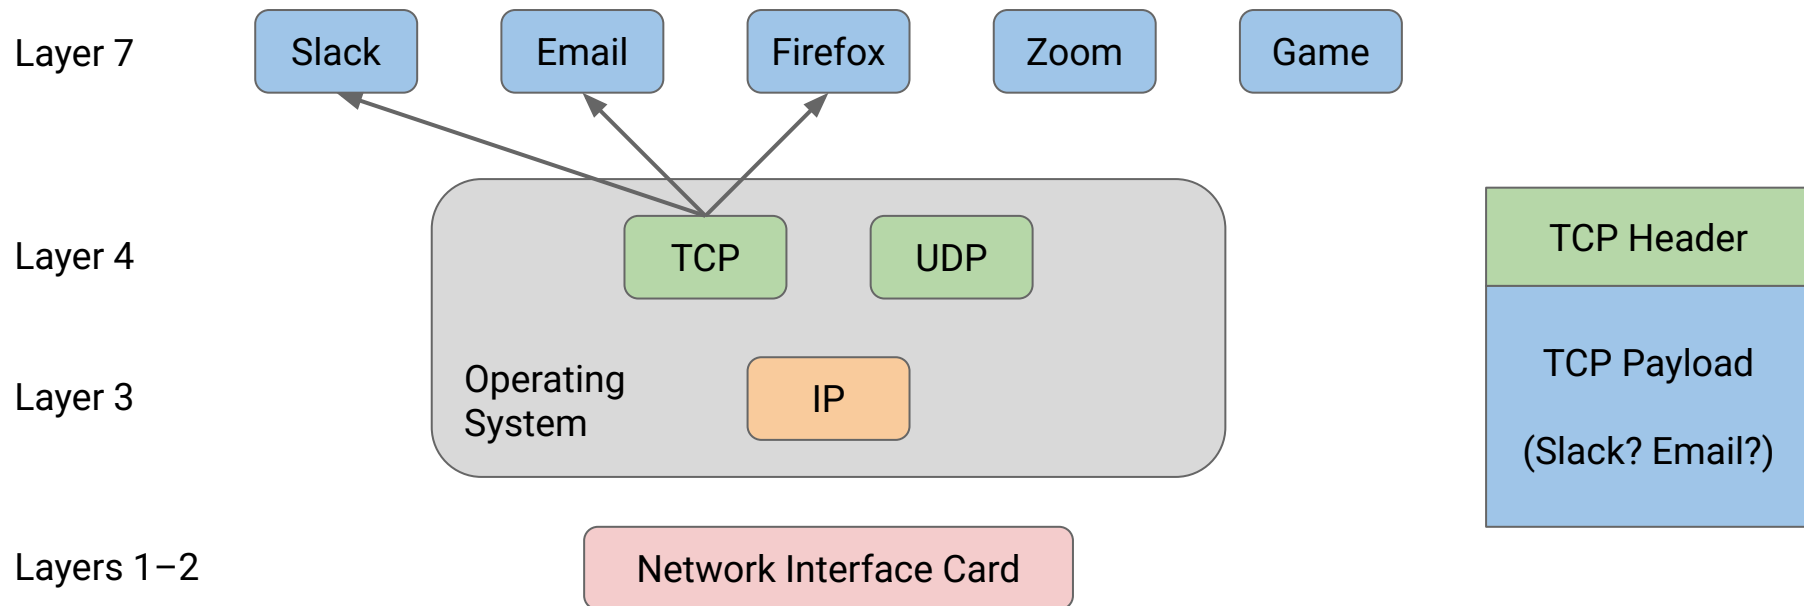 Layer 7
Slack
Email
Firefox
Zoom
Game
Layer 4
TCP
UDP
TCP Header
Layer 3
Operating
System
IP
TCP Payload
(Slack? Email?)
Layers 1–2
Network Interface Card